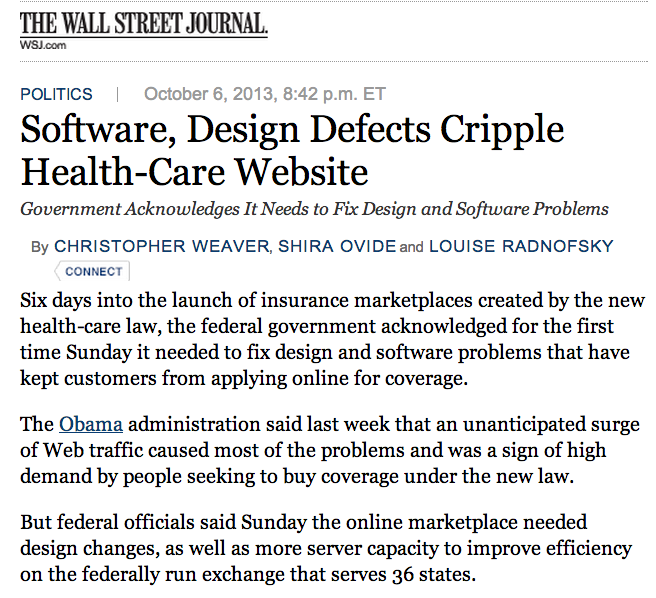 THE WALL STREET JOURNAL.
WSJ.com
POLITICS | October 6, 2013, 8:42 p.m. ET
Software, Design Defects Cripple
Health-Care Website
Government Acknowledges It Needs to Fix Design and Software Problems
By CHRISTOPHER WEAVER, SHIRA OVIDE and LOUISE RADNOFSKY
CONNECT
Six days into the launch of insurance marketplaces created by the new
health-care law, the federal government acknowledged for the first
time Sunday it needed to fix design and software problems that have
kept customers from applying online for coverage.
The Obama administration said last week that an unanticipated surge
of Web traffic caused most of the problems and was a sign of high
demand by people seeking to buy coverage under the new law.
But federal officials said Sunday the online marketplace needed
design changes, as well as more server capacity to improve efficiency
on the federally run exchange that serves 36 states.